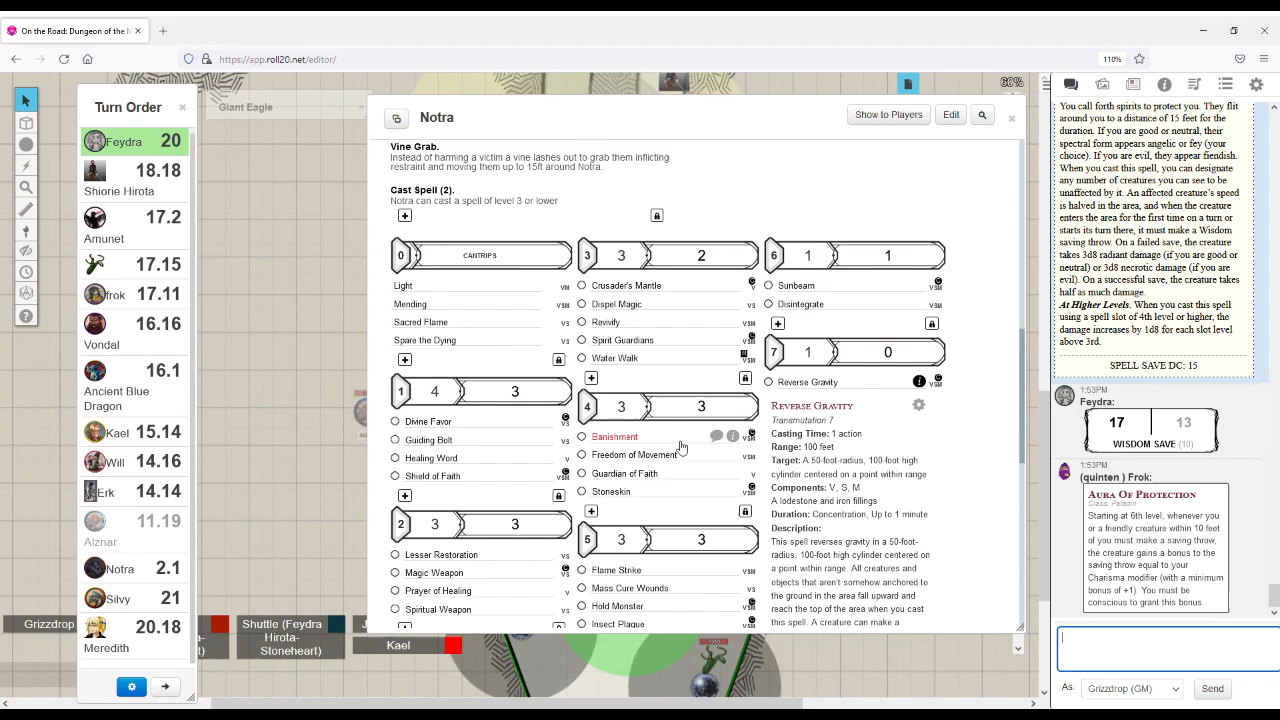 On the Road: Dungeon of the M
https://app.roll20.net/editor/
110%
60%
Turn Order
Feydra 20
18.18
Shiorie Hirota
17.2
Amunet
17.15
frok 17.11
16.16
Vondal
16.1
Ancient Blue
Dragon
Kael 15.14
Will 14.16
Erk 14.14
11.19
Alznar
Notra 2.1
Silvy 21
20.18
Meredith
Giant Eagle
Grizzdrop
Shuttle (Feydra
Hirota-
Stoneheart)
Kael
Notra
Show to Players
Edit
Vine Grab.
Instead of harming a victim a vine lashes out to grab them inflicting
restraint and moving them up to 15ft around Notra.
Cast Spell (2).
Notra can cast a spell of level 3 or lower
0 CANTRIPS
Light VM
Mending VSM
Sacred Flame VS
Spare the Dying VS
1 4 3
Divine Favor C VS
Guiding Bolt VS
Healing Word V
Shield of Faith C VSM
2 3 3
Lesser Restoration VS
Magic Weapon C VS
Prayer of Healing V
Spiritual Weapon VS
3 3 2
Crusader's Mantle C V
Dispel Magic VS
Revivify VSM
Spirit Guardians C VSM
Water Walk R VSM
4 3 3
Banishment C VSM
Freedom of Movement VSM
Guardian of Faith V
Stoneskin C VSM
5 3 3
Flame Strike VSM
Mass Cure Wounds VS
Hold Monster C VSM
Insect Plague C
6 1 1
Sunbeam C VSM
Disintegrate VSM
7 1 0
Reverse Gravity C VSM
Reverse Gravity
Transmutation 7
Casting Time: 1 action
Range: 100 feet
Target: A 50-foot-radius, 100-foot high
cylinder centered on a point within range
Components: V, S, M
A lodestone and iron fillings
Duration: Concentration, Up to 1 minute
Description:
This spell reverses gravity in a 50-foot-
radius, 100-foot high cylinder centered on
a point within range. All creatures and
objects that aren't somehow anchored to
the ground in the area fall upward and
reach the top of the area when you cast
this spell. A creature can make a
You call forth spirits to protect you. They flit
around you to a distance of 15 feet for the
duration. If you are good or neutral, their
spectral form appears angelic or fey (your
choice). If you are evil, they appear fiendish.
When you cast this spell, you can designate
any number of creatures you can see to be
unaffected by it. An affected creature's speed
is halved in the area, and when the creature
enters the area for the first time on a turn or
starts its turn there, it must make a Wisdom
saving throw. On a failed save, the creature
takes 3d8 radiant damage (if you are good or
neutral) or 3d8 necrotic damage (if you are
evil). On a successful save, the creature takes
half as much damage.
At Higher Levels. When you cast this spell
using a spell slot of 4th level or higher, the
damage increases by 1d8 for each slot level
above 3rd.
SPELL SAVE DC: 15
1:53PM
Feydra:
17 13
WISDOM SAVE (10)
1:53PM
(quinten ) Frok:
Aura Of Protection
Class: Paladin
Starting at 6th level, whenever you
or a friendly creature within 10 feet
of you must make a saving throw,
the creature gains a bonus to the
saving throw equal to your
Charisma modifier (with a minimum
bonus of +1). You must be
conscious to grant this bonus.
As: Grizzdrop (GM)
Send